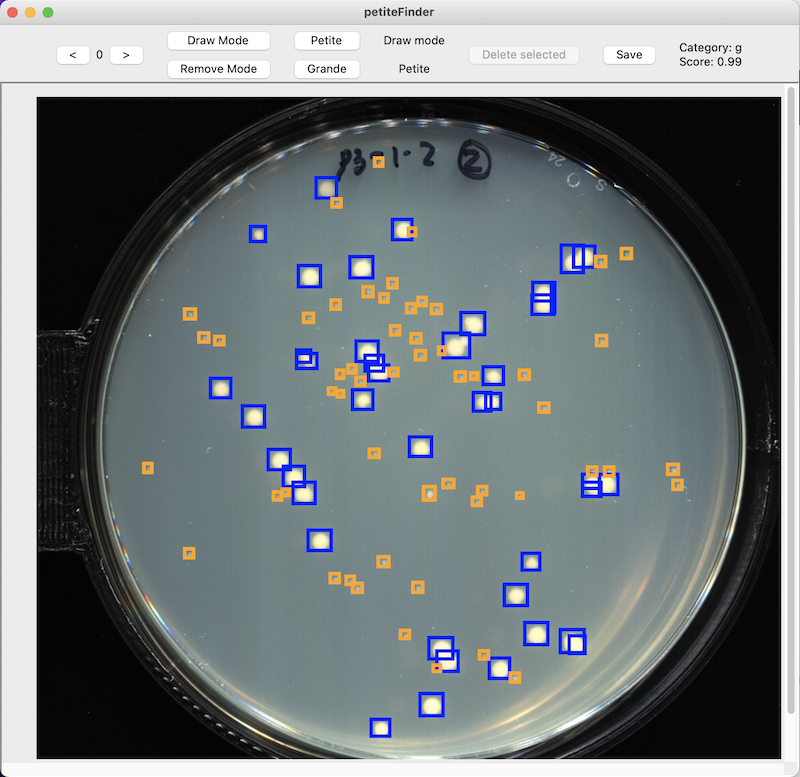 petiteFinder
< 0 > Draw Mode Petite Draw mode Delete selected Save Category: g
Remove Mode Grande Petite Score: 0.99
p3-1-2 ②
24
S